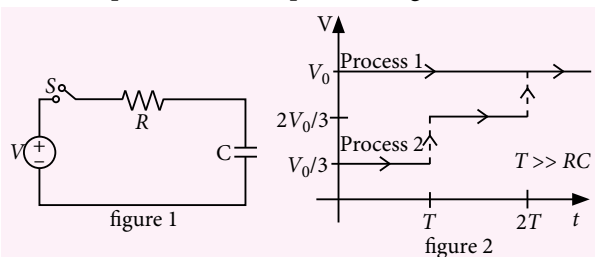 S
R
V
+
−
C
figure 1
V
V₀
Process 1
2V₀/3
Process 2
V₀/3
T >> RC
T
2T
t
figure 2